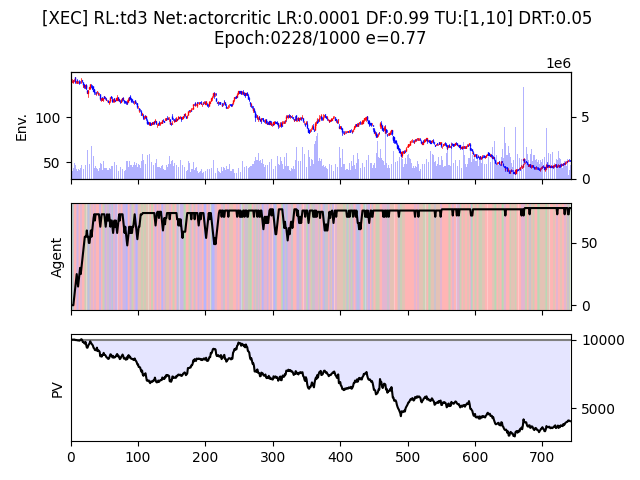 [XEC] RL:td3 Net:actorcritic LR:0.0001 DF:0.99 TU:[1,10] DRT:0.05
Epoch:0228/1000 e=0.77
1e6
Env.
100
50
5
0
Agent
50
0
PV
10000
5000
0 100 200 300 400 500 600 700